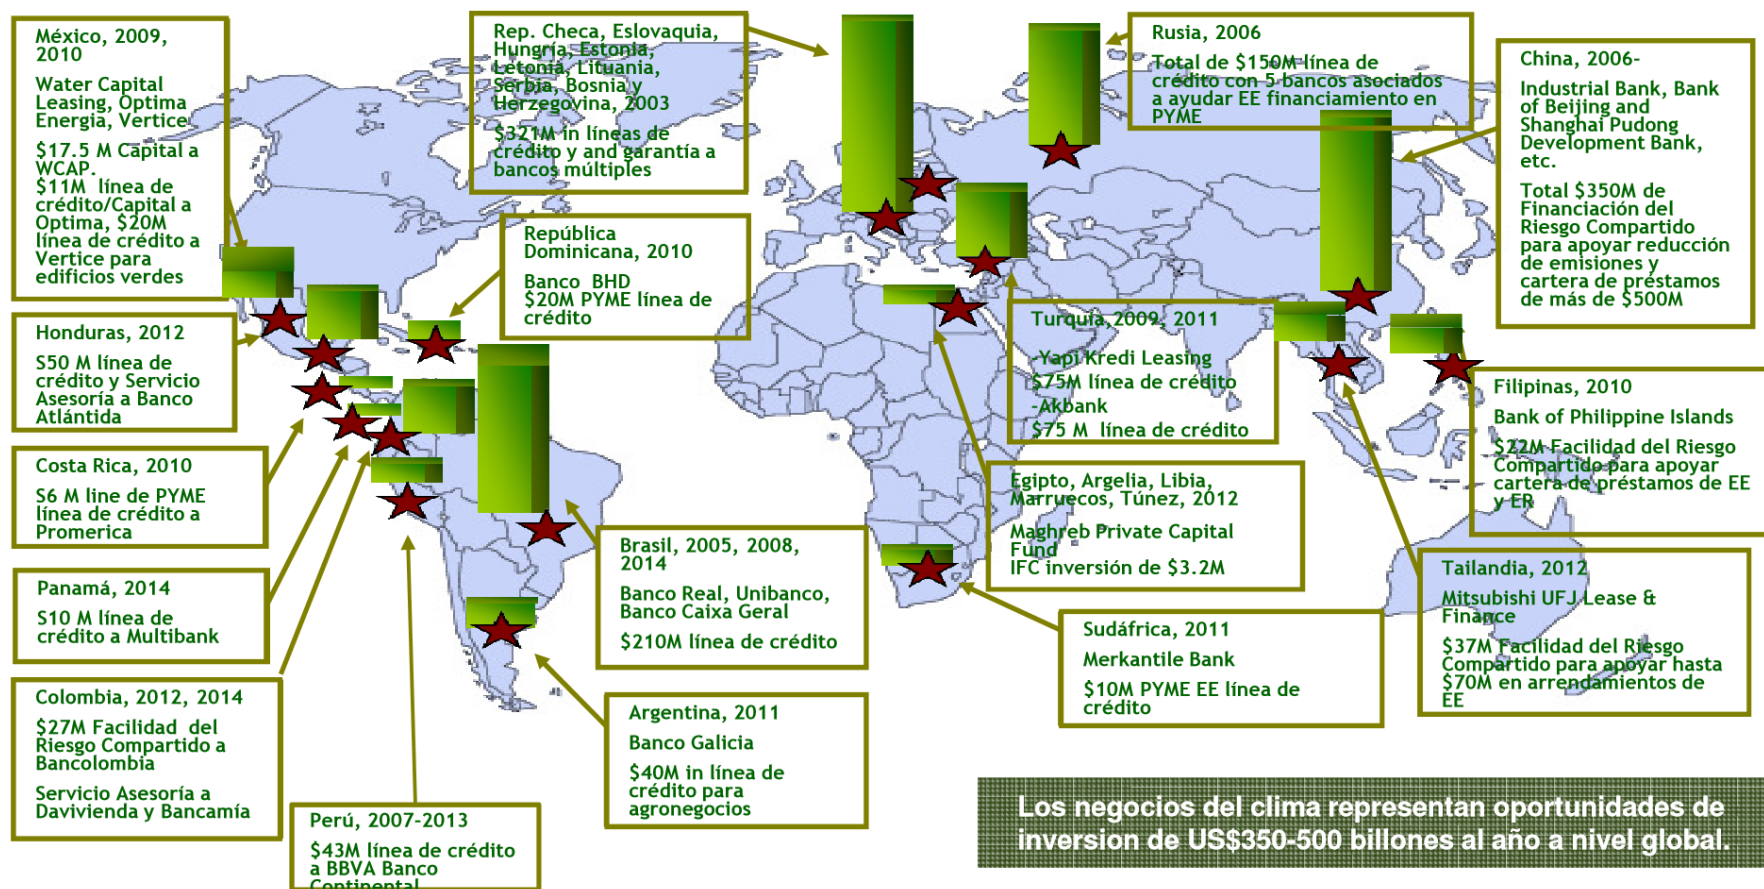 México, 2009,
2010
Water Capital
Leasing, Optima
Energia, Vertice
$17.5 M Capital a
WCAP.
$11M línea de
crédito/Capital a
Optima, $20M
línea de crédito a
Vertice para
edificios verdes
Rep. Checa, Eslovaquia,
Hungría, Estonia,
Letonia, Lituania,
Serbia, Bosnia y
Herzegovina, 2003
$321M in líneas de
crédito y and garantía a
bancos múltiples
Rusia, 2006
Total de $150M línea de
crédito con 5 bancos asociados
a ayudar EE financiamiento en
PYME
China, 2006-
Industrial Bank, Bank
of Beijing and
Shanghai Pudong
Development Bank,
etc.
Total $350M de
Financiación del
Riesgo Compartido
para apoyar reducción
de emisiones y
cartera de préstamos
de más de $500M
República
Dominicana, 2010
Banco BHD
$20M PYME línea de
crédito
Honduras, 2012
S50 M línea de
crédito y Servicio
Asesoría a Banco
Atlántida
Turquía,2009, 2011
-Yapi Kredi Leasing
$75M línea de crédito
-Akbank
$75 M línea de crédito
Filipinas, 2010
Bank of Philippine Islands
$22M Facilidad del Riesgo
Compartido para apoyar
cartera de préstamos de EE
y ER
Costa Rica, 2010
S6 M line de PYME
línea de crédito a
Promerica
Egipto, Argelia, Libia,
Marruecos, Túnez, 2012
Maghreb Private Capital
Fund
IFC inversión de $3.2M
Panamá, 2014
S10 M línea de
crédito a Multibank
Brasil, 2005, 2008,
2014
Banco Real, Unibanco,
Banco Caixa Geral
$210M línea de crédito
Tailandia, 2012
Mitsubishi UFJ Lease &
Finance
$37M Facilidad del Riesgo
Compartido para apoyar hasta
$70M en arrendamientos de
EE
Sudáfrica, 2011
Merkantile Bank
$10M PYME EE línea de
crédito
Colombia, 2012, 2014
$27M Facilidad del
Riesgo Compartido a
Bancolombia
Servicio Asesoría a
Davivienda y Bancamía
Argentina, 2011
Banco Galicia
$40M in línea de
crédito para
agronegocios
Perú, 2007-2013
$43M línea de crédito
a BBVA Banco
Continental
Los negocios del clima representan oportunidades de
inversion de US$350-500 billones al año a nivel global.